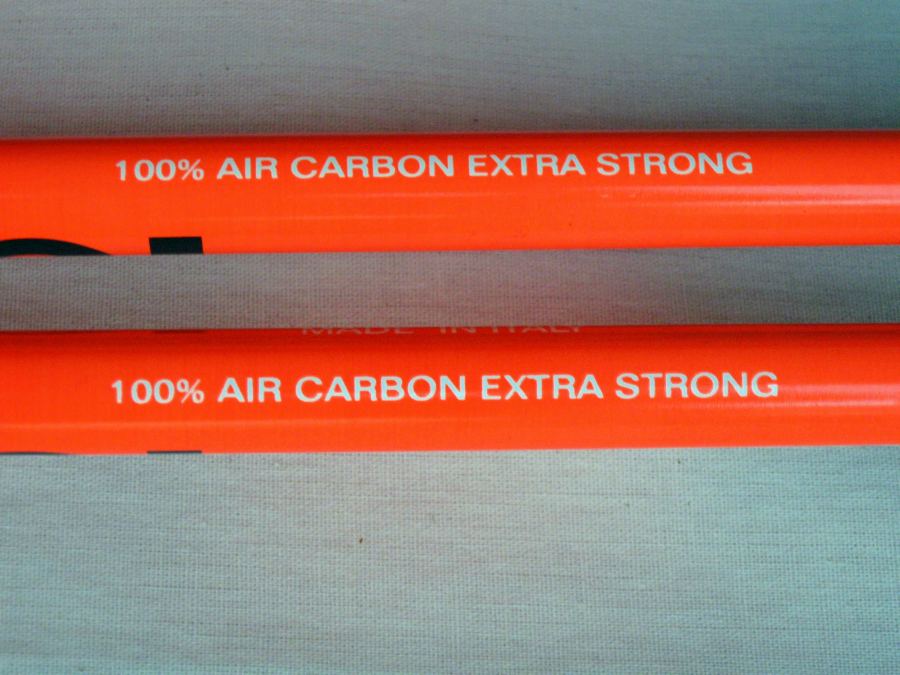 100% AIR CARBON EXTRA STRONG
MADE IN ITALY
100% AIR CARBON EXTRA STRONG